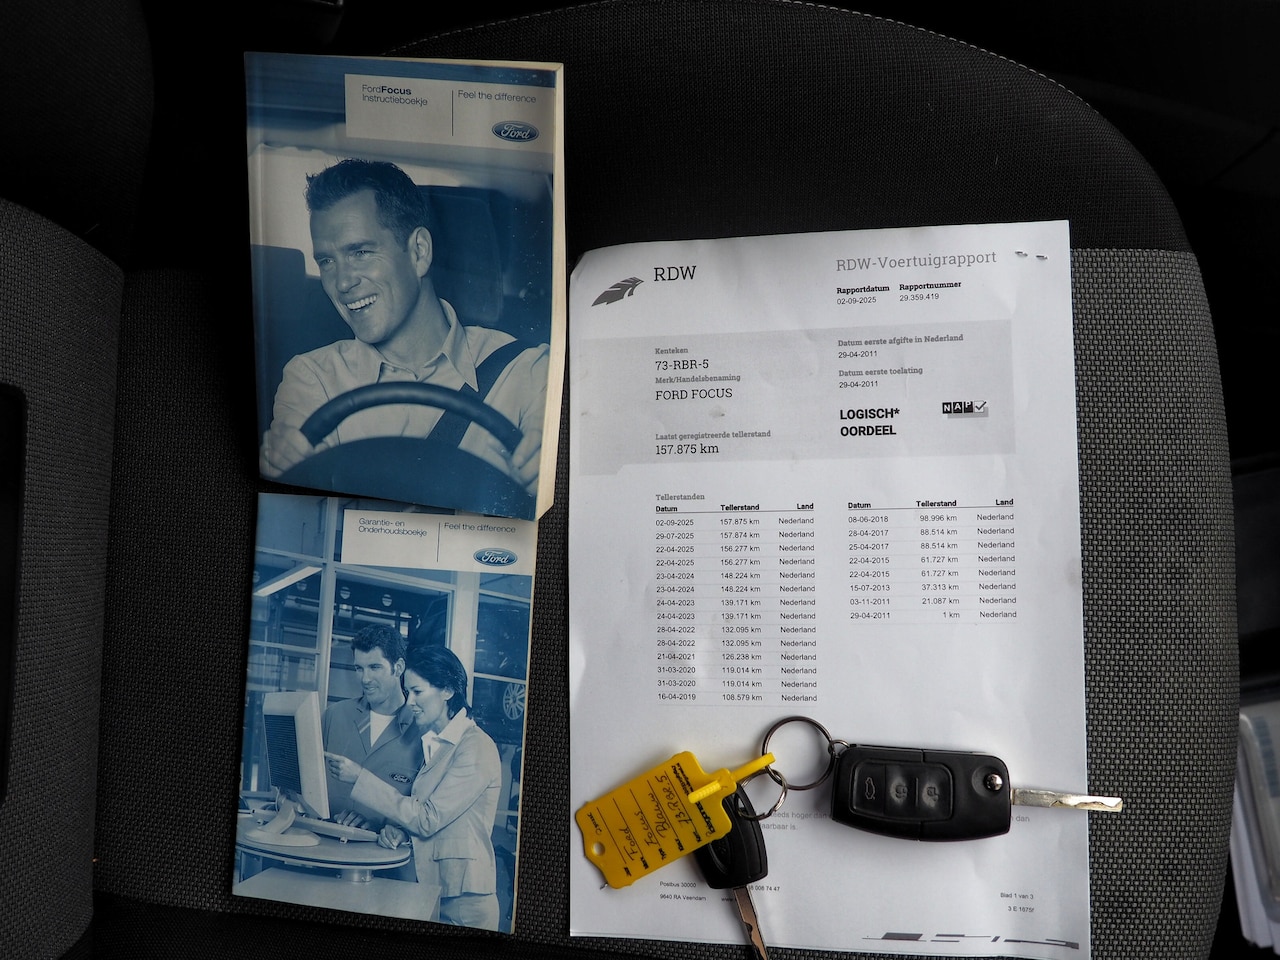 FordFocus
Instructieboekje
Feel the difference
Ford
Garantie- en
Onderhoudsboekje
Feel the difference
Ford
RDW
RDW-Voertuigrapport
Rapportdatum Rapportnummer
02-09-2025 29.359.419
Kenteken
73-RBR-5
Merk/Handelsbenaming
FORD FOCUS
Laatst geregistreerde tellerstand
157.875 km
Datum eerste afgifte in Nederland
29-04-2011
Datum eerste toelating
29-04-2011
LOGISCH*
OORDEEL
NAP
Tellerstanden
Datum Tellerstand Land
02-09-2025 157.875 km Nederland
29-07-2025 157.874 km Nederland
22-04-2025 156.277 km Nederland
22-04-2025 156.277 km Nederland
23-04-2024 148.224 km Nederland
23-04-2024 148.224 km Nederland
24-04-2023 139.171 km Nederland
24-04-2023 139.171 km Nederland
28-04-2022 132.095 km Nederland
28-04-2022 132.095 km Nederland
21-04-2021 126.238 km Nederland
31-03-2020 119.014 km Nederland
31-03-2020 119.014 km Nederland
16-04-2019 108.579 km Nederland
Datum Tellerstand Land
08-06-2018 98.996 km Nederland
28-04-2017 88.514 km Nederland
25-04-2017 88.514 km Nederland
22-04-2015 61.727 km Nederland
22-04-2015 61.727 km Nederland
15-07-2013 37.313 km Nederland
03-11-2011 21.087 km Nederland
29-04-2011 1 km Nederland
Ford
Focus
Blauw
hoger
Postbus 30000
9640 RA Veendam
Blad 1 van 3
3 E 1675f